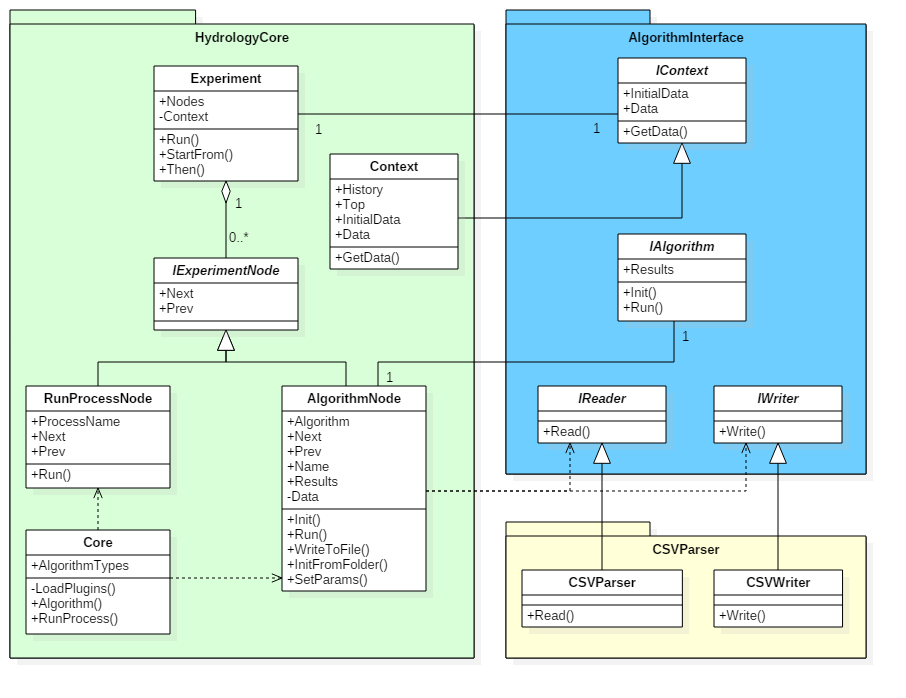 HydrologyCore
Experiment
+Nodes
-Context
+Run()
+StartFrom()
+Then()
1
1
1
0..*
Context
+History
+Top
+InitialData
+Data
+GetData()
IExperimentNode
+Next
+Prev
RunProcessNode
+ProcessName
+Next
+Prev
+Run()
1
AlgorithmNode
+Algorithm
+Next
+Prev
+Name
+Results
-Data
+Init()
+Run()
+WriteToFile()
+InitFromFolder()
+SetParams()
Core
+AlgorithmTypes
-LoadPlugins()
+Algorithm()
+RunProcess()
AlgorithmInterface
IContext
+InitialData
+Data
+GetData()
IAlgorithm
+Results
+Init()
+Run()
1
IReader
+Read()
IWriter
+Write()
CSVParser
CSVParser
+Read()
CSVWriter
+Write()